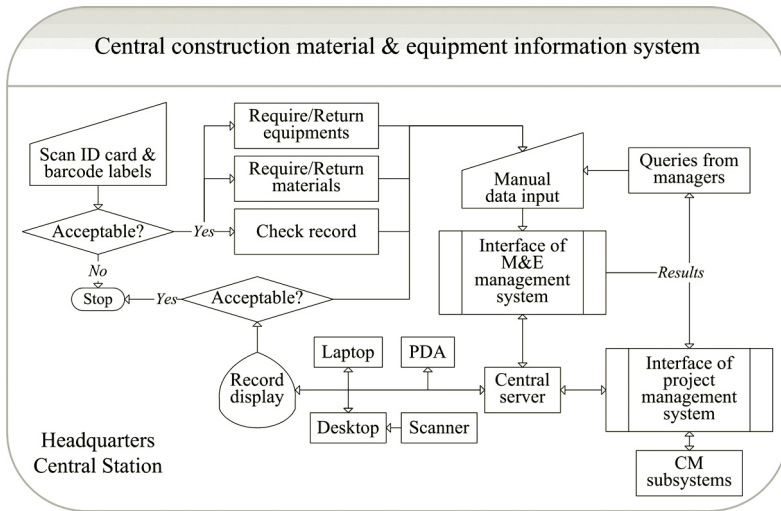 Central construction material & equipment information system
Scan ID card &
barcode labels
Require/Return
equipments
Require/Return
materials
Check record
Manual
data input
Queries from
managers
Acceptable?
Yes
No
Stop
Yes
Acceptable?
Interface of
M&E
management
system
Results
Laptop
PDA
Record
display
Desktop
Scanner
Central
server
Interface of
project
management
system
CM
subsystems
Headquarters
Central Station